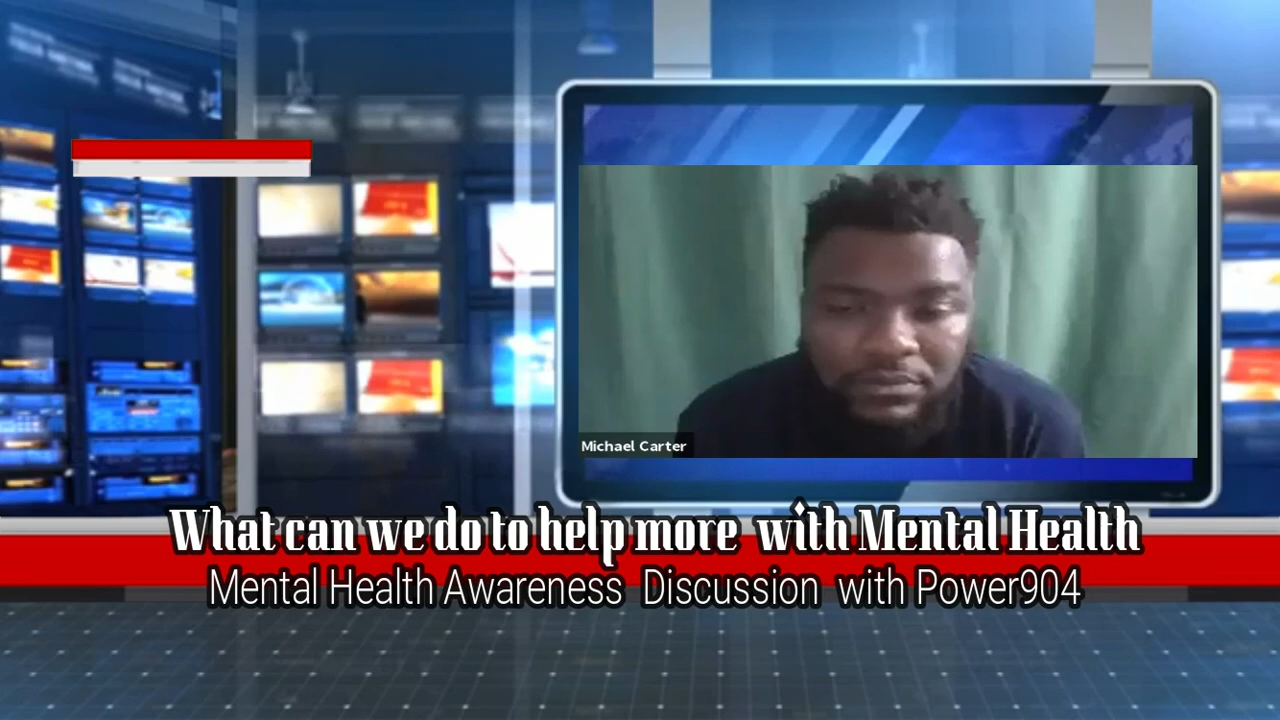 Michael Carter
What can we do to help more with Mental Health
Mental Health Awareness Discussion with Power904